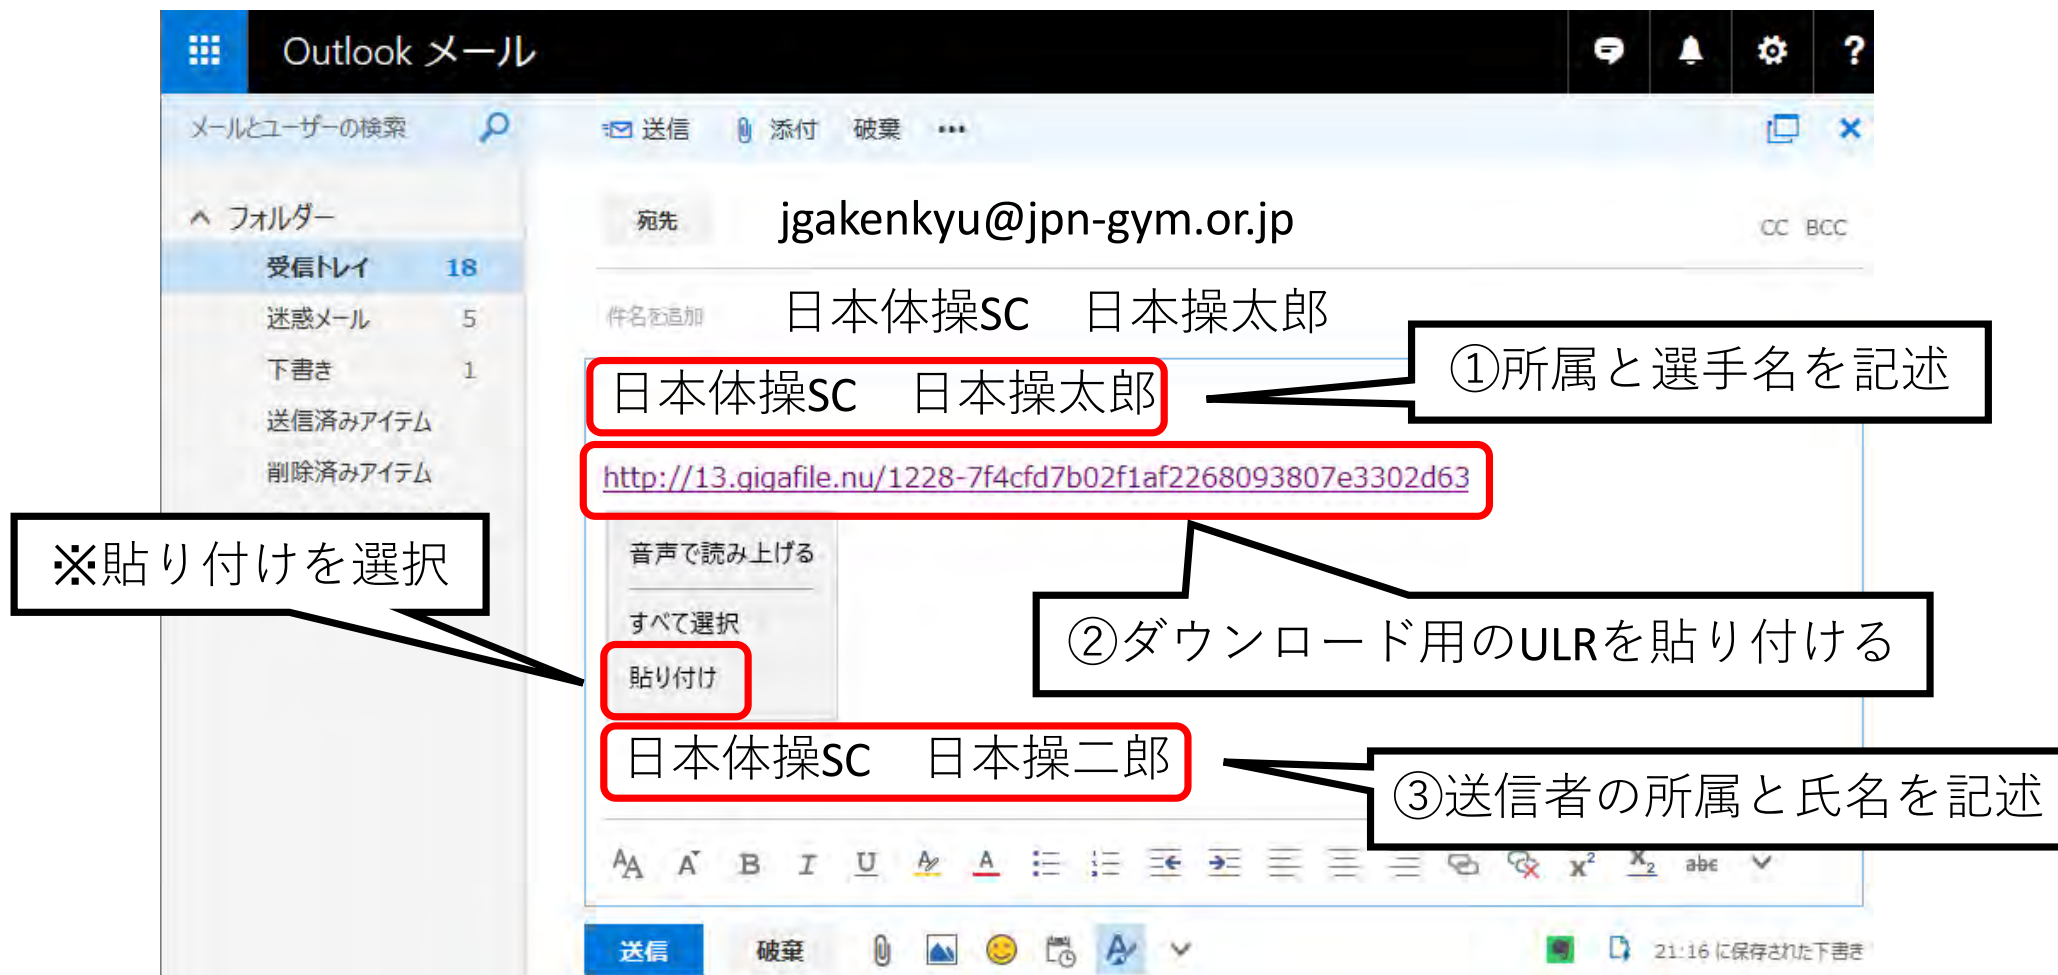 Outlook メール
?
メールとユーザーの検索
送信 添付 破棄 •••
フォルダー
宛先 jgakenkyu@jpn-gym.or.jp CC BCC
受信トレイ 18
件名を追加 日本体操SC 日本操太郎
迷惑メール 5
①所属と選手名を記述
下書き 1
日本体操SC 日本操太郎
送信済みアイテム
削除済みアイテム
http://13.gigafile.nu/1228-7f4cfd7b02f1af2268093807e3302d63
※貼り付けを選択
音声で読み上げる
すべて選択
②ダウンロード用のULRを貼り付ける
貼り付け
日本体操SC 日本操二郎
③送信者の所属と氏名を記述
AA A B I U A A x² x₂ abc
送信 破棄 21:16 に保存された下書き